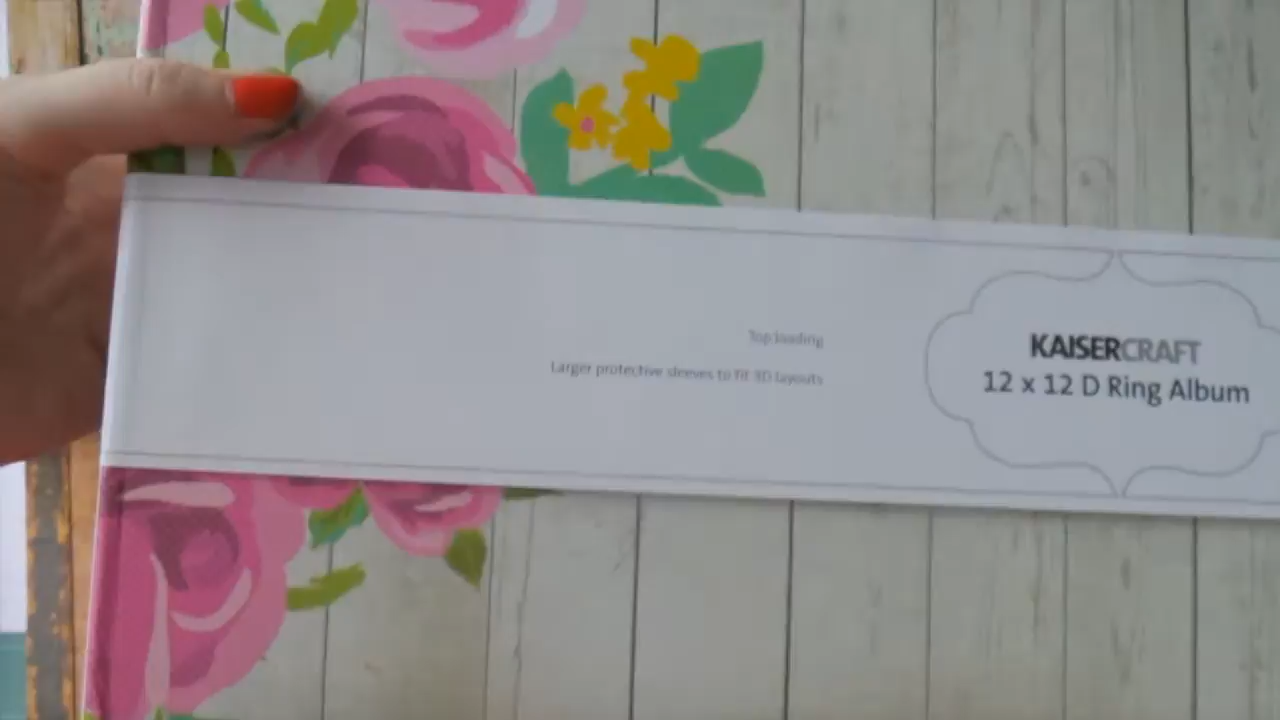 Top loading
Larger protective sleeves to fit 3D layouts
KAISERCRAFT
12 x 12 D Ring Album